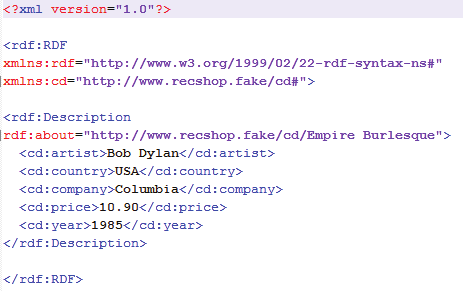 <?xml version="1.0"?>
<rdf:RDF
xmlns:rdf="http://www.w3.org/1999/02/22-rdf-syntax-ns#"
xmlns:cd="http://www.recshop.fake/cd#">
<rdf:Description
rdf:about="http://www.recshop.fake/cd/Empire Burlesque">
<cd:artist>Bob Dylan</cd:artist>
<cd:country>USA</cd:country>
<cd:company>Columbia</cd:company>
<cd:price>10.90</cd:price>
<cd:year>1985</cd:year>
</rdf:Description>
</rdf:RDF>